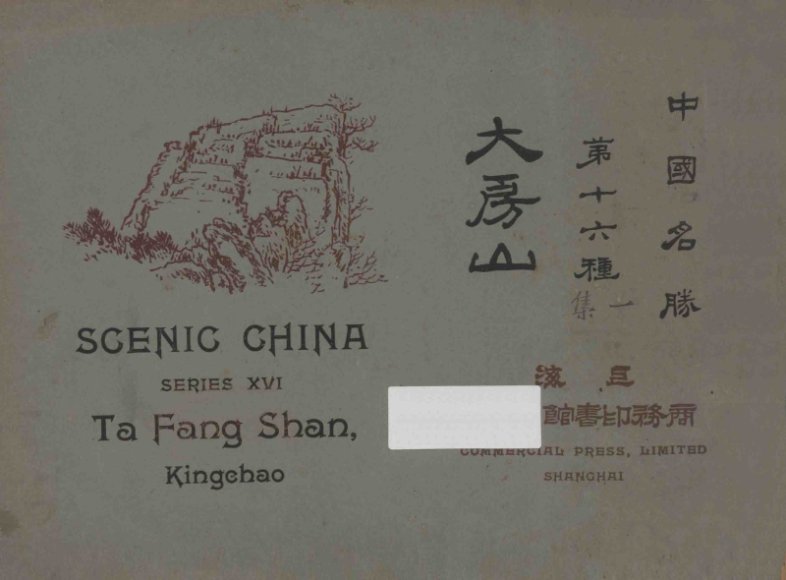 中國名勝
第十六種
一集
大房山
上海
商務印書館
SCENIC CHINA
SERIES XVI
Ta Fang Shan,
Kingchao
COMMERCIAL PRESS, LIMITED
SHANGHAI